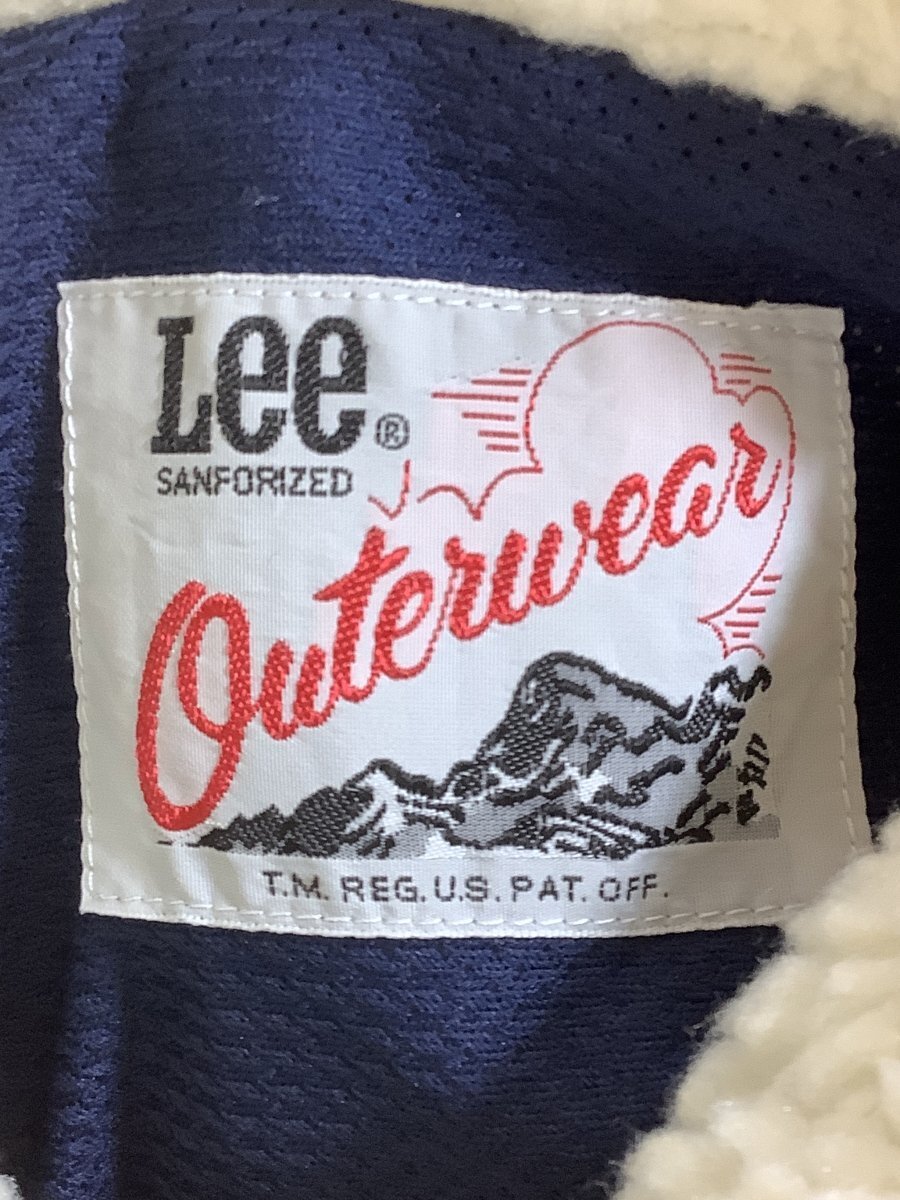 Lee®
SANFORIZED
Outerwear
T.M. REG. U.S. PAT. OFF.